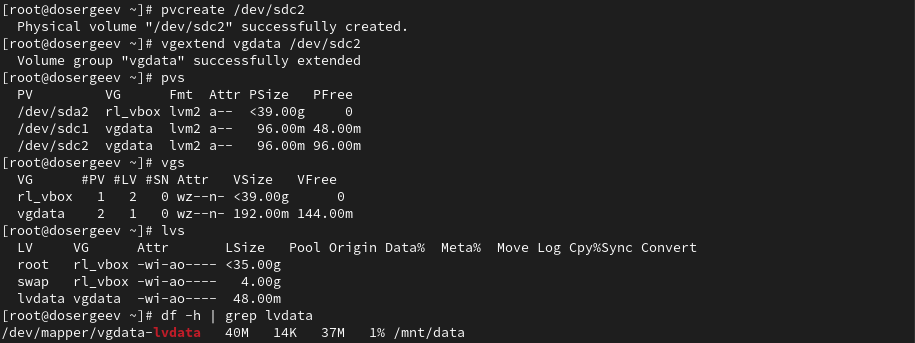 [root@dosergeev ~]# pvcreate /dev/sdc2
  Physical volume "/dev/sdc2" successfully created.
[root@dosergeev ~]# vgextend vgdata /dev/sdc2
  Volume group "vgdata" successfully extended
[root@dosergeev ~]# pvs
  PV         VG      Fmt  Attr PSize   PFree
  /dev/sda2  rl_vbox lvm2 a--  <39.00g     0
  /dev/sdc1  vgdata  lvm2 a--   96.00m 48.00m
  /dev/sdc2  vgdata  lvm2 a--   96.00m 96.00m
[root@dosergeev ~]# vgs
  VG      #PV #LV #SN Attr   VSize   VFree
  rl_vbox   1   2   0 wz--n- <39.00g      0
  vgdata    2   1   0 wz--n- 192.00m 144.00m
[root@dosergeev ~]# lvs
  LV     VG      Attr       LSize   Pool Origin Data%  Meta%  Move Log Cpy%Sync Convert
  root   rl_vbox -wi-ao---- <35.00g
  swap   rl_vbox -wi-ao----   4.00g
  lvdata vgdata  -wi-ao----  48.00m
[root@dosergeev ~]# df -h | grep lvdata
/dev/mapper/vgdata-lvdata   40M   14K   37M   1% /mnt/data